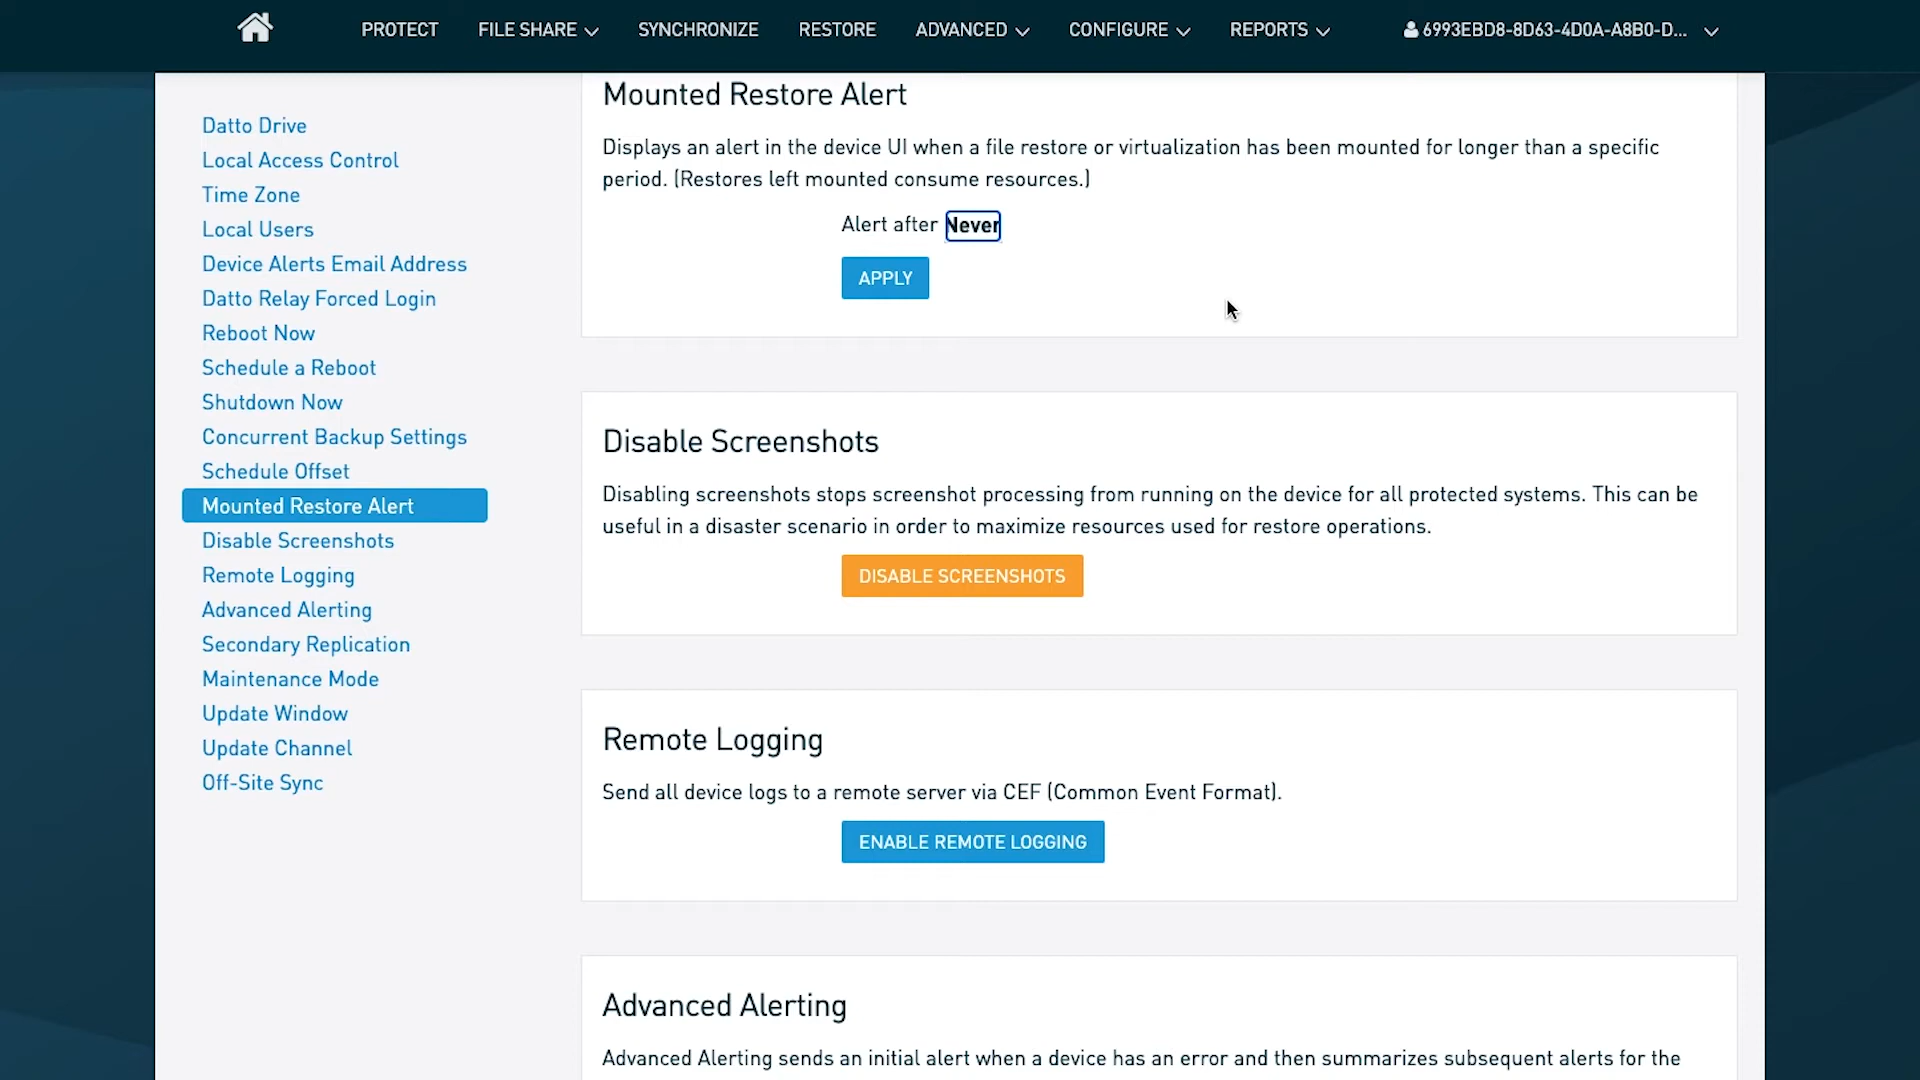 PROTECT FILE SHARE SYNCHRONIZE RESTORE ADVANCED CONFIGURE REPORTS 6993EBD8-8D63-4D0A-A8B0-D...
Datto Drive
Local Access Control
Time Zone
Local Users
Device Alerts Email Address
Datto Relay Forced Login
Reboot Now
Schedule a Reboot
Shutdown Now
Concurrent Backup Settings
Schedule Offset
Mounted Restore Alert
Disable Screenshots
Remote Logging
Advanced Alerting
Secondary Replication
Maintenance Mode
Update Window
Update Channel
Off-Site Sync
Mounted Restore Alert
Displays an alert in the device UI when a file restore or virtualization has been mounted for longer than a specific
period. (Restores left mounted consume resources.)
Alert after Never
APPLY
Disable Screenshots
Disabling screenshots stops screenshot processing from running on the device for all protected systems. This can be
useful in a disaster scenario in order to maximize resources used for restore operations.
DISABLE SCREENSHOTS
Remote Logging
Send all device logs to a remote server via CEF (Common Event Format).
ENABLE REMOTE LOGGING
Advanced Alerting
Advanced Alerting sends an initial alert when a device has an error and then summarizes subsequent alerts for the